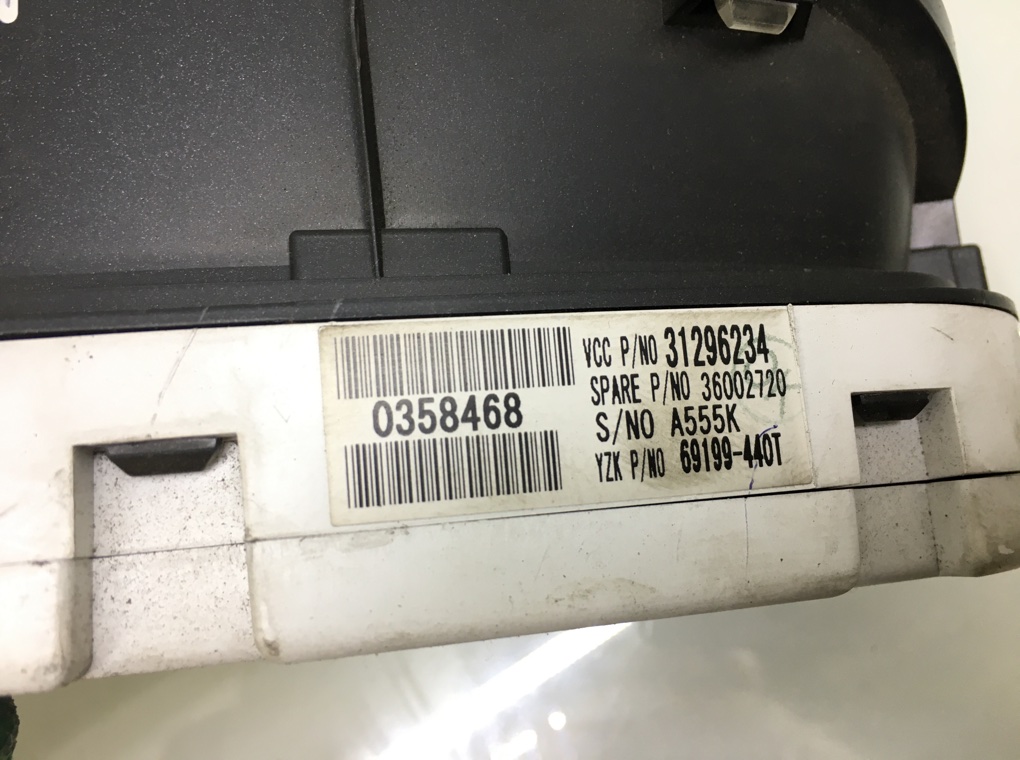 0358468
VCC P/NO 31296234
SPARE P/NO 36002720
S/NO A555K
YZK P/NO 69199-440T